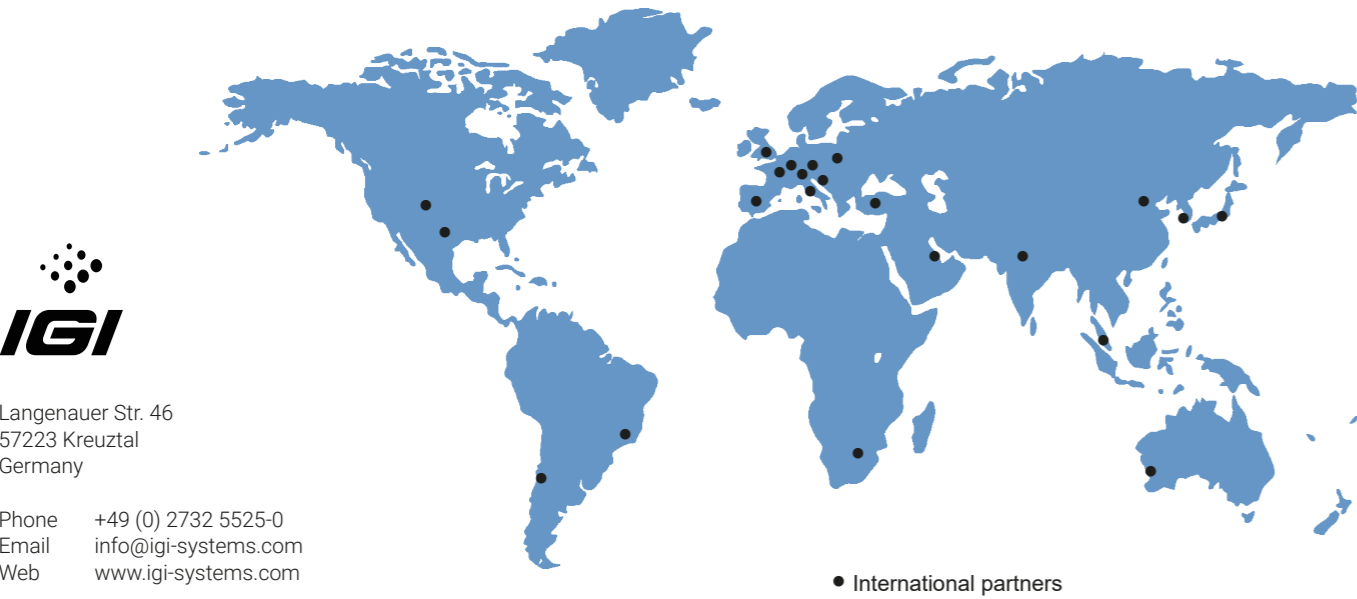 IGI
Langenauer Str. 46
57223 Kreuztal
Germany
Phone +49 (0) 2732 5525-0
Email info@igi-systems.com
Web www.igi-systems.com
International partners